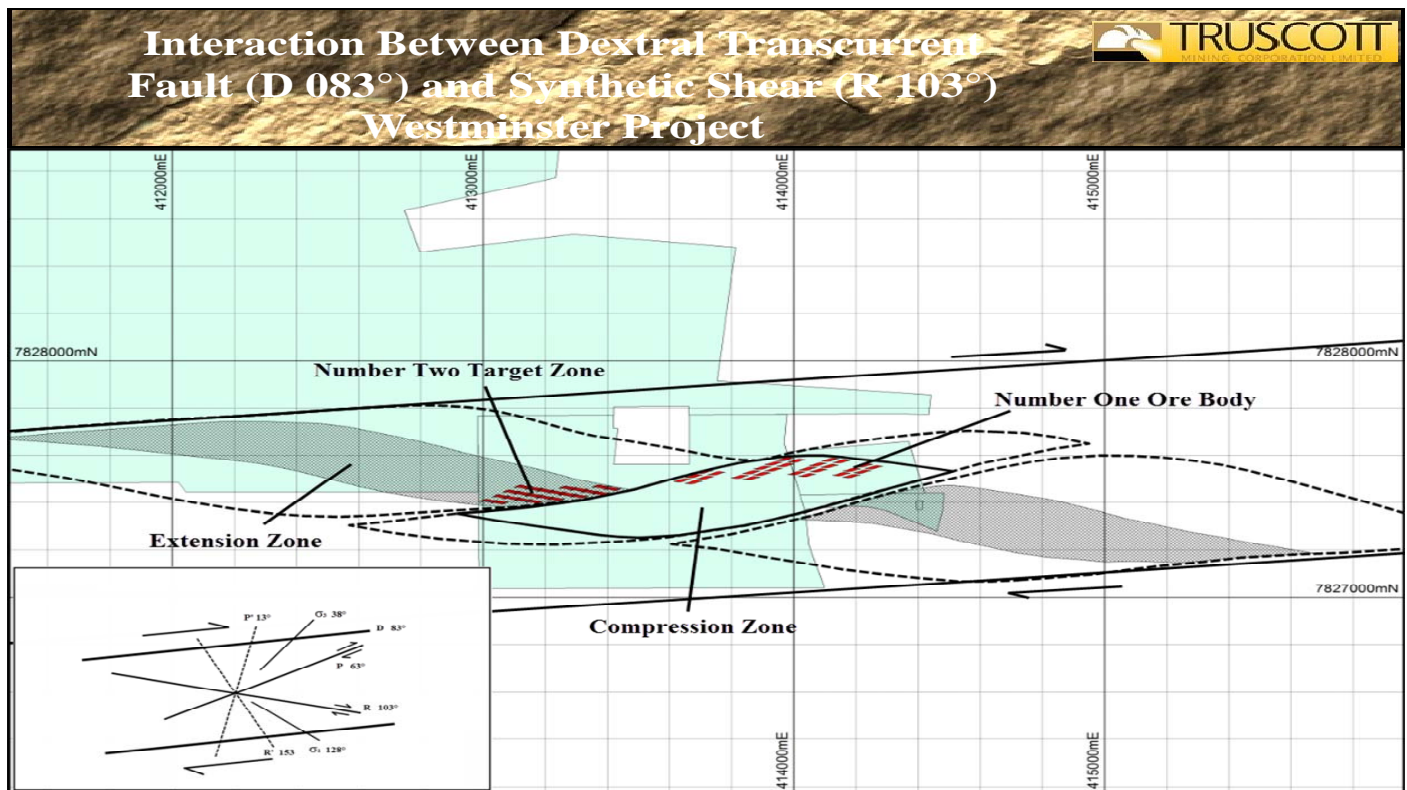 Interaction Between Dextral Transcurrent
Fault (D 083°) and Synthetic Shear (R 103°)
Westminster Project
TRUSCOTT
MINING CORPORATION LIMITED
412000mE
413000mE
414000mE
415000mE
7828000mN
7828000mN
Number Two Target Zone
Number One Ore Body
Extension Zone
7827000mN
Compression Zone
P' 13°
σ₃ 38°
D 83°
P 63°
R 103°
R' 153
σ₁ 128°
414000mE
415000mE